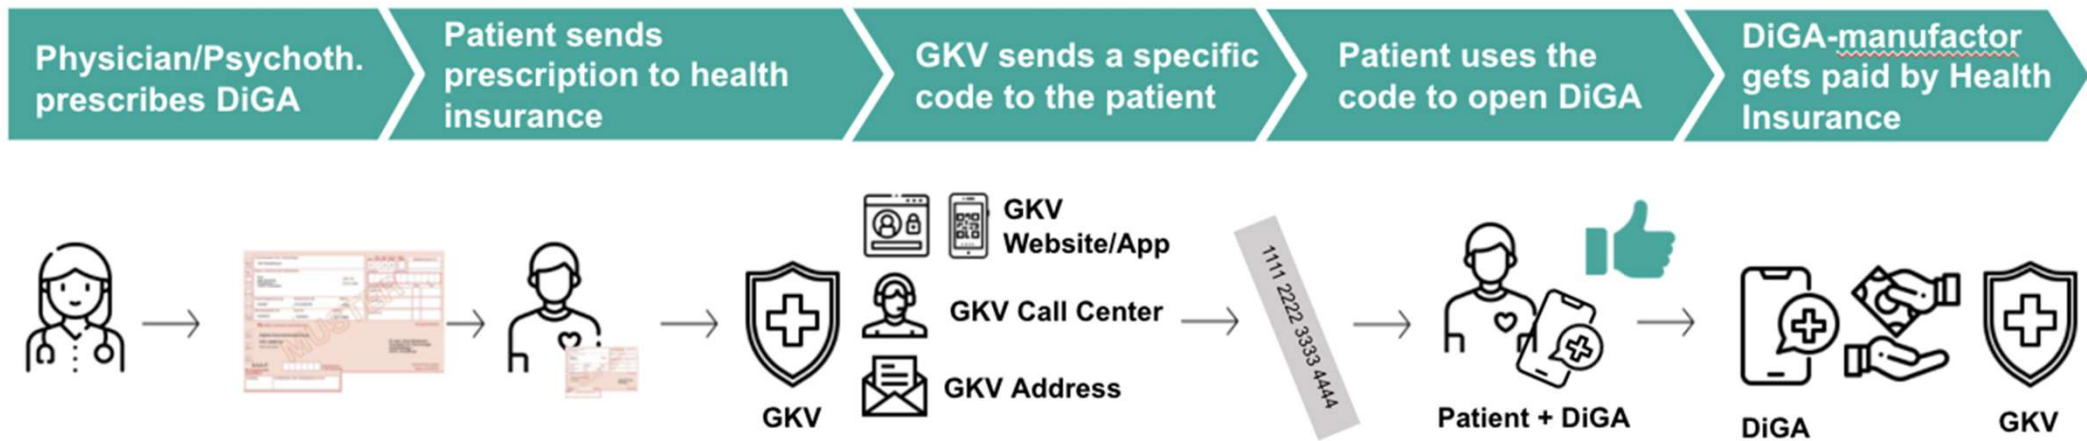 Physician/Psychoth.
prescribes DiGA
Patient sends
prescription to health
insurance
GKV sends a specific
code to the patient
Patient uses the
code to open DiGA
DiGA-manufactor
gets paid by Health
Insurance
MUSTER
GKV
GKV
Website/App
GKV Call Center
GKV Address
1111 2222 3333 4444
Patient + DiGA
DiGA
GKV